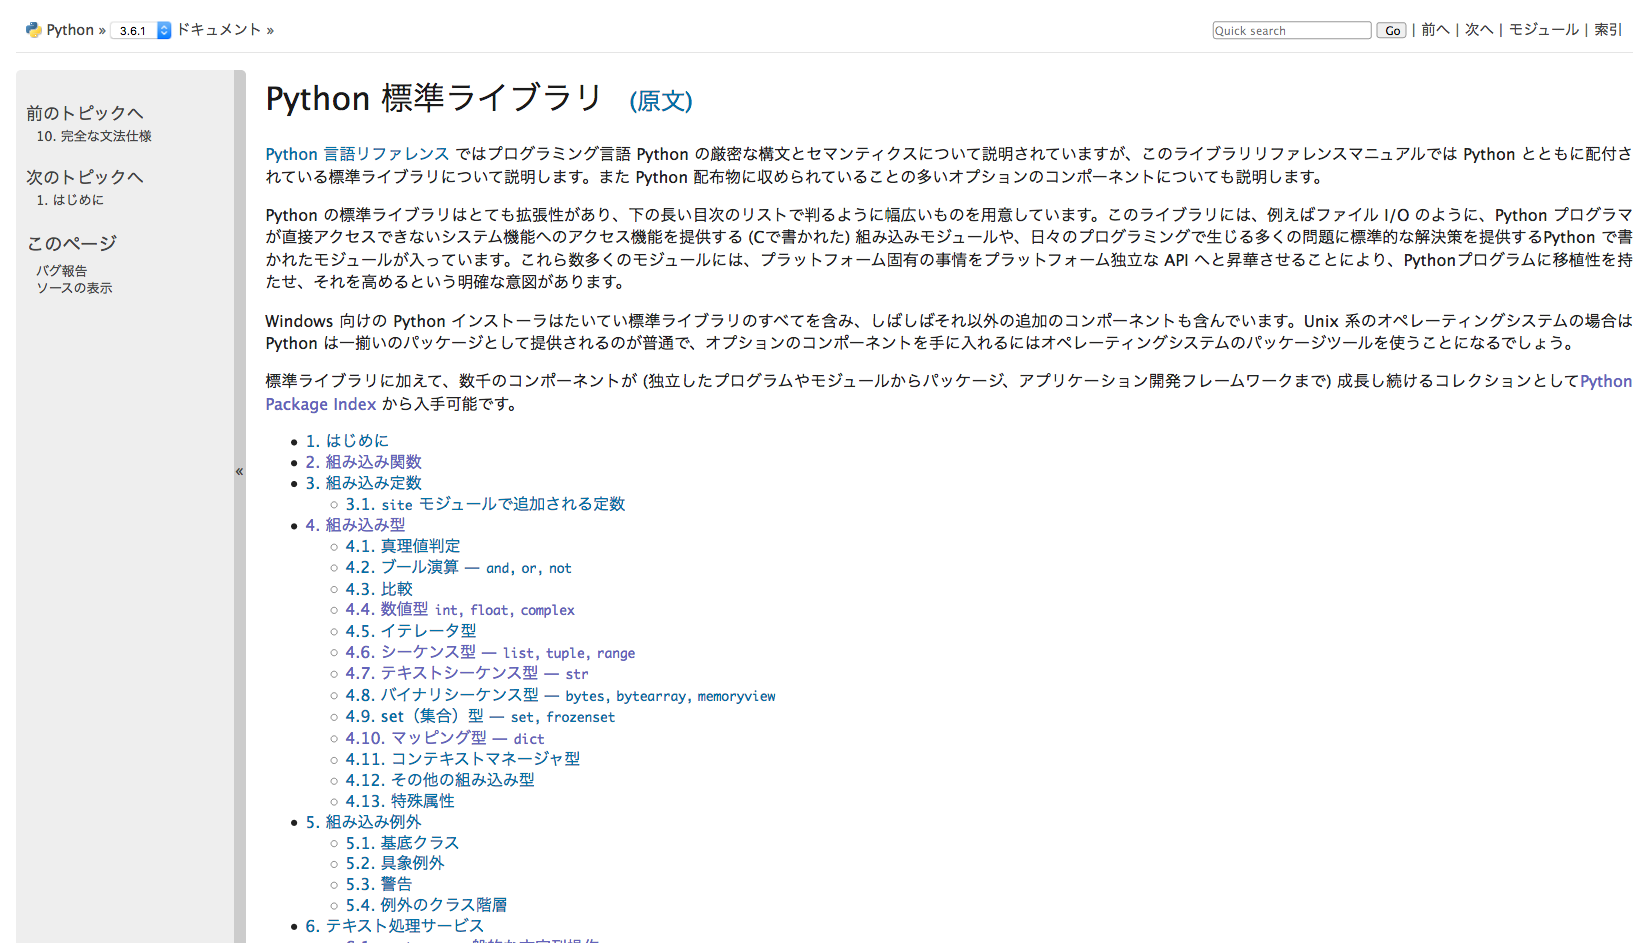 Python » 3.6.1 ドキュメント »
Quick search Go | 前へ | 次へ | モジュール | 索引
前のトピックへ
10. 完全な文法仕様
次のトピックへ
1. はじめに
このページ
バグ報告
ソースの表示
«
Python 標準ライブラリ (原文)
Python 言語リファレンス ではプログラミング言語 Python の厳密な構文とセマンティクスについて説明されていますが、このライブラリリファレンスマニュアルでは Python とともに配付さ
れている標準ライブラリについて説明します。また Python 配布物に収められていることの多いオプションのコンポーネントについても説明します。
Python の標準ライブラリはとても拡張性があり、下の長い目次のリストで判るように幅広いものを用意しています。このライブラリには、例えばファイル I/O のように、Python プログラマ
が直接アクセスできないシステム機能へのアクセス機能を提供する (Cで書かれた) 組み込みモジュールや、日々のプログラミングで生じる多くの問題に標準的な解決策を提供するPython で書
かれたモジュールが入っています。これら数多くのモジュールには、プラットフォーム固有の事情をプラットフォーム独立な API へと昇華させることにより、Pythonプログラムに移植性を持
たせ、それを高めるという明確な意図があります。
Windows 向けの Python インストーラはたいてい標準ライブラリのすべてを含み、しばしばそれ以外の追加のコンポーネントも含んでいます。Unix 系のオペレーティングシステムの場合は
Python は一揃いのパッケージとして提供されるのが普通で、オプションのコンポーネントを手に入れるにはオペレーティングシステムのパッケージツールを使うことになるでしょう。
標準ライブラリに加えて、数千のコンポーネントが (独立したプログラムやモジュールからパッケージ、アプリケーション開発フレームワークまで) 成長し続けるコレクションとしてPython
Package Index から入手可能です。
1. はじめに
2. 組み込み関数
3. 組み込み定数
3.1. site モジュールで追加される定数
4. 組み込み型
4.1. 真理値判定
4.2. ブール演算 — and, or, not
4.3. 比較
4.4. 数値型 int, float, complex
4.5. イテレータ型
4.6. シーケンス型 — list, tuple, range
4.7. テキストシーケンス型 — str
4.8. バイナリシーケンス型 — bytes, bytearray, memoryview
4.9. set（集合）型 — set, frozenset
4.10. マッピング型 — dict
4.11. コンテキストマネージャ型
4.12. その他の組み込み型
4.13. 特殊属性
5. 組み込み例外
5.1. 基底クラス
5.2. 具象例外
5.3. 警告
5.4. 例外のクラス階層
6. テキスト処理サービス